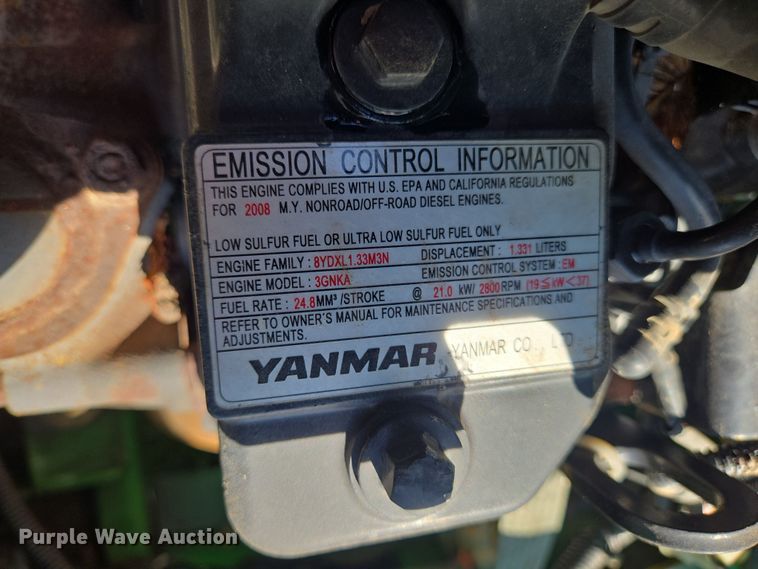 EMISSION CONTROL INFORMATION
THIS ENGINE COMPLIES WITH U.S. EPA AND CALIFORNIA REGULATIONS
FOR 2008 M.Y. NONROAD/OFF-ROAD DIESEL ENGINES.
LOW SULFUR FUEL OR ULTRA LOW SULFUR FUEL ONLY
ENGINE FAMILY : 8YDXL1.33M3N DISPLACEMENT : 1.331 LITERS
ENGINE MODEL : 3GNKA EMISSION CONTROL SYSTEM : EM
FUEL RATE : 24.8MM³/STROKE @ 21.0 kW/ 2800RPM (19≦kW<37)
REFER TO OWNER'S MANUAL FOR MAINTENANCE SPECIFICATIONS AND
ADJUSTMENTS.
YANMAR YANMAR CO., LTD
Purple Wave Auction